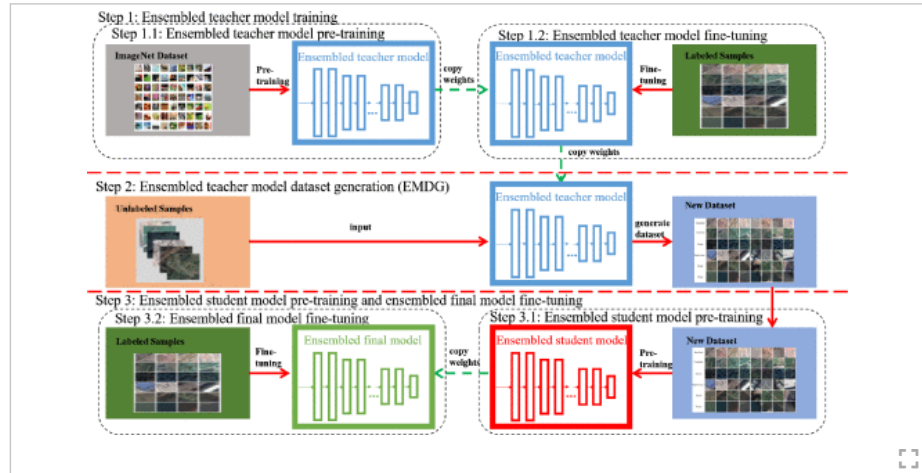 Step 1: Ensembled teacher model training
Step 1.1: Ensembled teacher model pre-training
Step 1.2: Ensembled teacher model fine-tuning
ImageNet Dataset
Pre-
training
Ensembled teacher model
...
copy
weights
Ensembled teacher model
...
Fine-
tuning
Labeled Samples
copy weights
Step 2: Ensembled teacher model dataset generation (EMDG)
Unlabeled Samples
input
Ensembled teacher model
...
generate
dataset
New Dataset
Step 3: Ensembled student model pre-training and ensembled final model fine-tuning
Step 3.2: Ensembled final model fine-tuning
Step 3.1: Ensembled student model pre-training
Labeled Samples
Fine-
tuning
Ensembled final model
...
copy
weights
Ensembled student model
...
Pre-
training
New Dataset